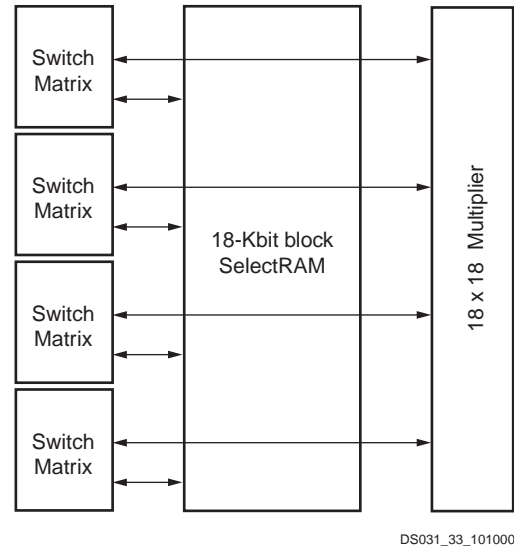 Switch
Matrix
Switch
Matrix
18-Kbit block
SelectRAM
18 x 18 Multiplier
Switch
Matrix
Switch
Matrix
DS031_33_101000